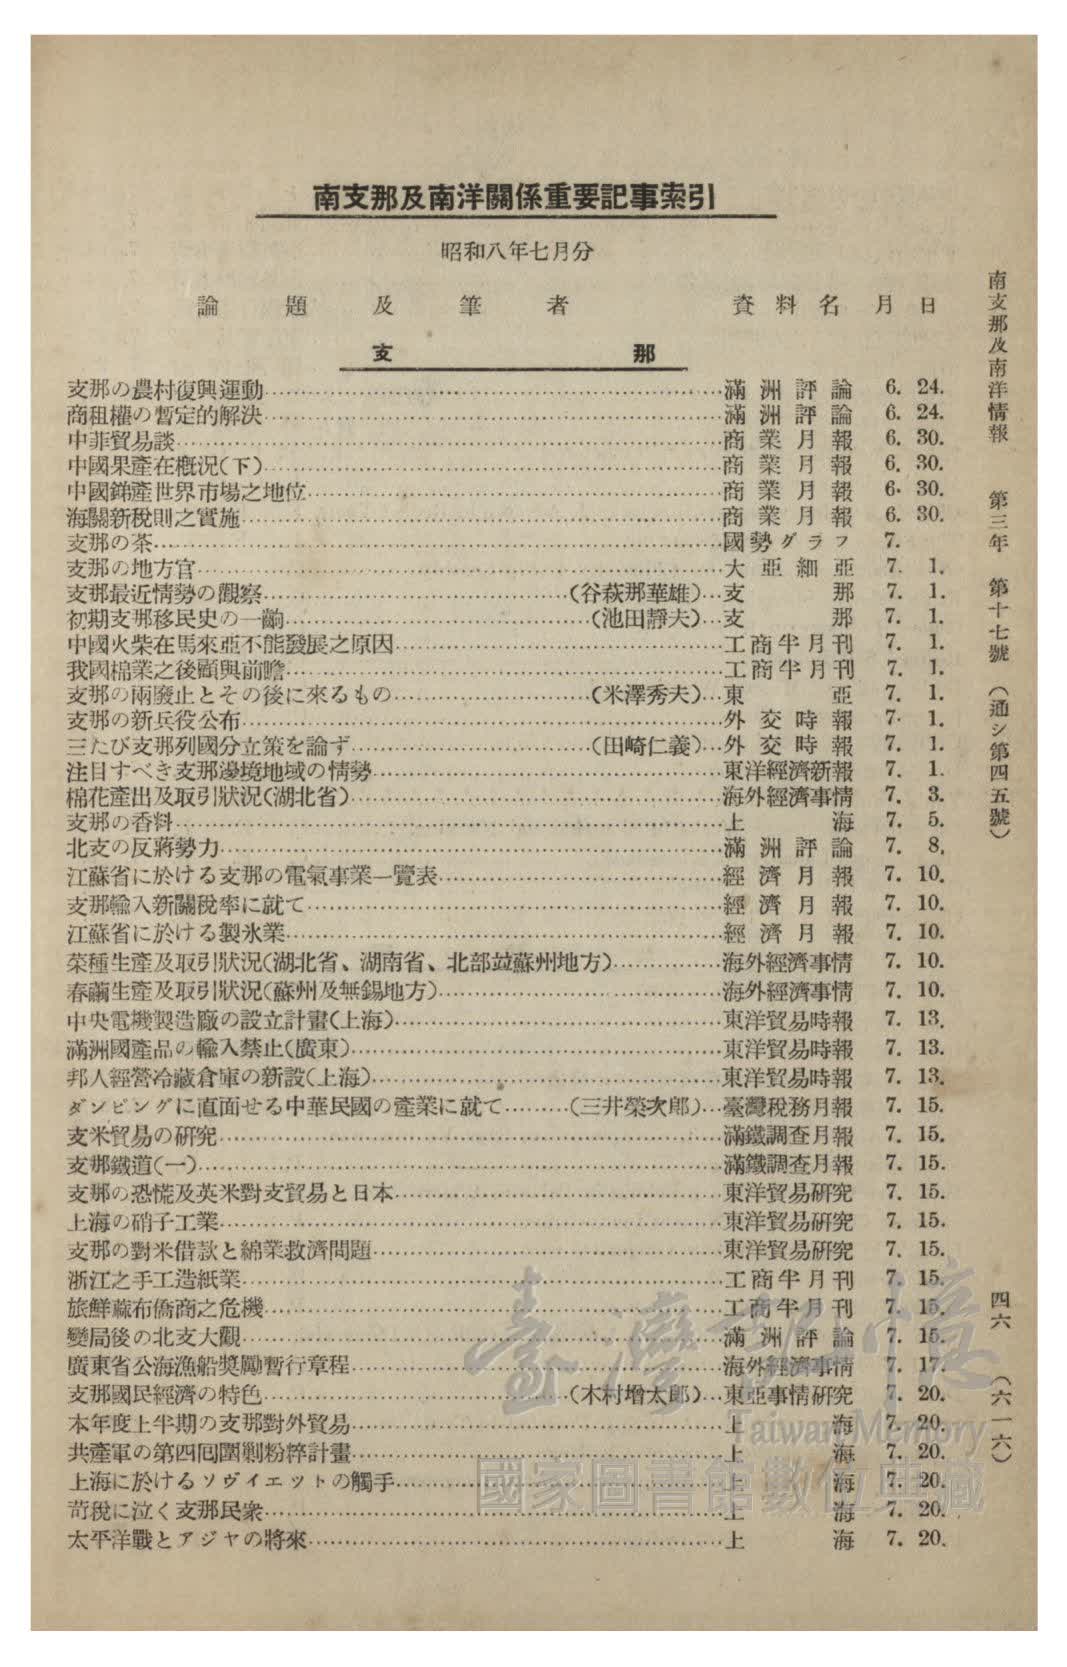 南支那及南洋關係重要記事索引
昭和八年七月分
論題及筆者 資料名 月日
支那
支那の農村復興運動 滿洲評論 6. 24.
商租權の暫定的解決 滿洲評論 6. 24.
中菲貿易談 商業月報 6. 30.
中國果產在槪況(下) 商業月報 6. 30.
中國錦產世界市場之地位 商業月報 6. 30.
海關新稅則之實施 商業月報 6. 30.
支那の茶 國勢グラフ 7.
支那の地方官 大亞細亞 7. 1.
支那最近情勢の觀察 (谷萩那華雄) 支那 7. 1.
初期支那移民史の一齣 (池田靜夫) 支那 7. 1.
中國火柴在馬來亞不能發展之原因 工商半月刊 7. 1.
我國棉業之後顧與前瞻 工商半月刊 7. 1.
支那の兩廢止とその後に來るもの (米澤秀夫) 東亞 7. 1.
支那の新兵役公布 外交時報 7. 1.
三たび支那列國分立策を論ず (田崎仁義) 外交時報 7. 1.
注目すべき支那邊境地域の情勢 東洋經濟新報 7. 1.
棉花產出及取引狀況(湖北省) 海外經濟事情 7. 3.
支那の香料 上海 7. 5.
北支の反蔣勢力 滿洲評論 7. 8.
江蘇省に於ける支那の電氣事業一覽表 經濟月報 7. 10.
支那輸入新關稅率に就て 經濟月報 7. 10.
江蘇省に於ける製氷業 經濟月報 7. 10.
菜種生產及取引狀況(湖北省、湖南省、北部竝蘇州地方) 海外經濟事情 7. 10.
春繭生產及取引狀況(蘇州及無錫地方) 海外經濟事情 7. 10.
中央電機製造廠の設立計畫(上海) 東洋貿易時報 7. 13.
滿洲國產品の輸入禁止(廣東) 東洋貿易時報 7. 13.
邦人經營冷藏倉庫の新設(上海) 東洋貿易時報 7. 13.
ダンピングに直面せる中華民國の產業に就て (三井榮次郞) 臺灣稅務月報 7. 15.
支米貿易の硏究 滿鐵調查月報 7. 15.
支那鐵道(一) 滿鐵調查月報 7. 15.
支那の恐慌及英米對支貿易と日本 東洋貿易硏究 7. 15.
上海の硝子工業 東洋貿易硏究 7. 15.
支那の對米借款と綿業救濟問題 東洋貿易硏究 7. 15.
浙江之手工造紙業 工商半月刊 7. 15.
旅鮮蔴布僑商之危機 工商半月刊 7. 15.
變局後の北支大觀 滿洲評論 7. 15.
廣東省公海漁船獎勵暫行章程 海外經濟事情 7. 17.
支那國民經濟の特色 (木村增太郞) 東亞事情硏究 7. 20.
本年度上半期の支那對外貿易 上海 7. 20.
共產軍の第四囘圍剿粉粹計畫 上海 7. 20.
上海に於けるソヴイエットの觸手 上海 7. 20.
苛稅に泣く支那民衆 上海 7. 20.
太平洋戰とアジヤの將來 上海 7. 20.
南支那及南洋情報 第三年 第十七號 (通シ第四五號)
四六 (六一六)
臺灣記憶
Taiwan Memory
國家圖書館數位典藏